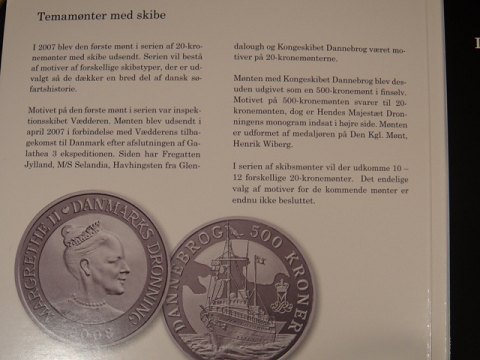 Temamønter med skibe
I 2007 blev den første mønt i serien af 20-kro-
nemønter med skibe udsendt. Serien vil bestå
af motiver af forskellige skibstyper, der er ud-
valgt så de dækker en bred del af dansk sø-
fartshistorie.
Motivet på den første mønt i serien var inspek-
sionsskibet Vædderen. Mønten blev udsendt i
april 2007 i forbindelse med Vædderens tilba-
gekomst til Danmark efter afslutningen af Ga-
lathea 3 ekspeditionen. Siden har Fregatten
Jylland, M/S Selandia, Havhingsten fra Glen-
dalough og Kongeskibet Dannebrog været mo-
tiver på 20-kronemønterne.
Mønten med Kongeskibet Dannebrog blev des-
uden udgivet som en 500-kronemønt i finsølv.
Motivet på 500-kronemønten svarer til 20-
kronemønten, dog er Hendes Majestæt Dron-
ningens monogram indsat i højre side. Mønten
er udformet af medaljøren på Den Kgl. Mønt,
Henrik Wiberg.
I serien af skibsmønter vil der udkomme 10 –
12 forskellige 20-kronemønter. Det endelige
valg af motiver for de kommende mønter er
endnu ikke besluttet.
MARGRETHE II DANMARKS DRONNING
2008
DANNEBROG 500 KRONER